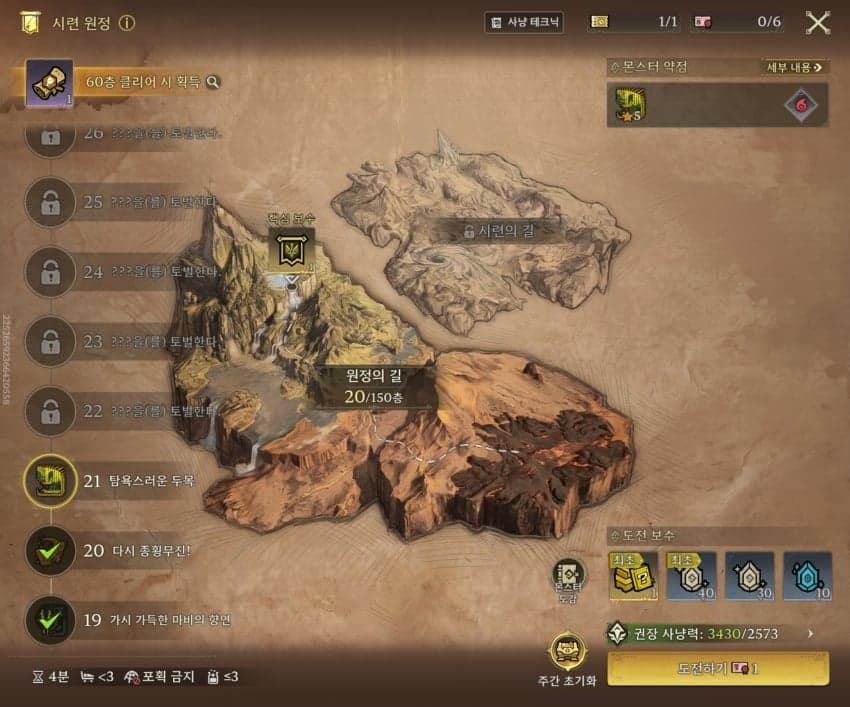 시련 원정
사냥 테크닉
1/1
0/6
1
60층 클리어 시 획득
몬스터 약점
세부 내용
5
26 ???을(를) 토벌한다.
25 ???을(를) 토벌한다.
24 ???을(를) 토벌한다.
23 ???을(를) 토벌한다.
22 ???을(를) 토벌한다.
21 탐욕스러운 두목
20 다시 종횡무진!
19 가시 가득한 마비의 향연
핵심 보수
1
시련의 길
원정의 길
20/150층
도전 보수
몬스터
도감
최초
1
최초
40
30
10
권장 사냥력: 3430/2573
주간 초기화
도전하기 1
4분 <3 포획 금지 ≤3